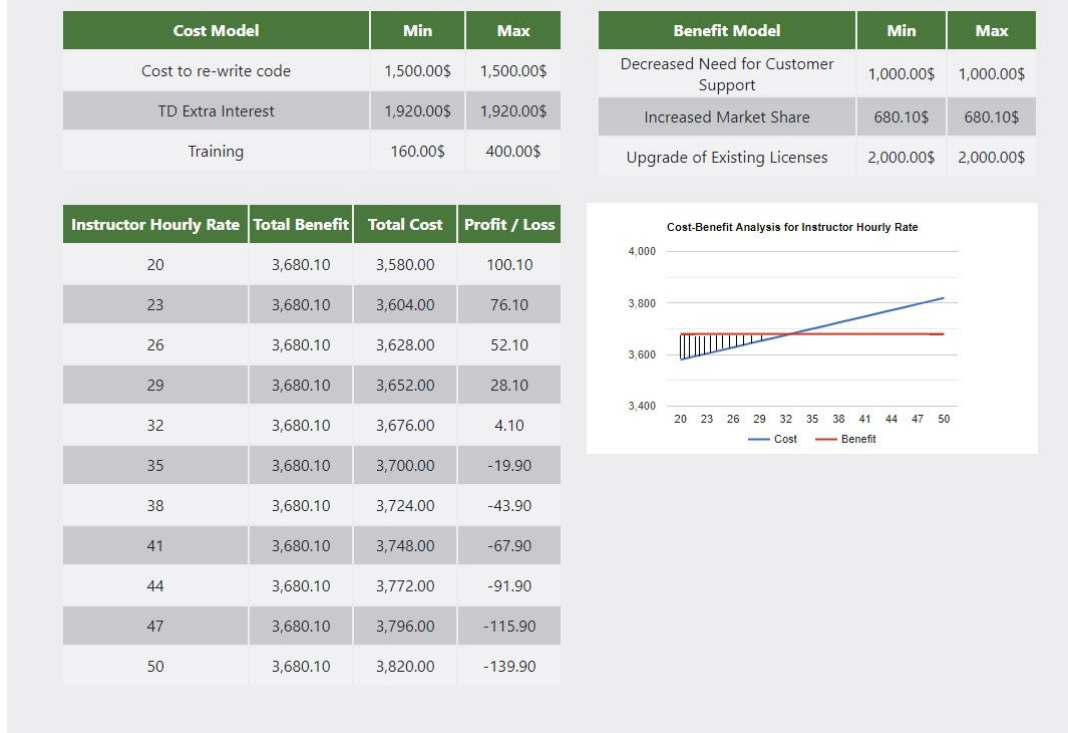 Cost Model Min Max
Cost to re-write code 1,500.00$ 1,500.00$
TD Extra Interest 1,920.00$ 1,920.00$
Training 160.00$ 400.00$
Benefit Model Min Max
Decreased Need for Customer
Support 1,000.00$ 1,000.00$
Increased Market Share 680.10$ 680.10$
Upgrade of Existing Licenses 2,000.00$ 2,000.00$
Instructor Hourly Rate Total Benefit Total Cost Profit / Loss
20 3,680.10 3,580.00 100.10
23 3,680.10 3,604.00 76.10
26 3,680.10 3,628.00 52.10
29 3,680.10 3,652.00 28.10
32 3,680.10 3,676.00 4.10
35 3,680.10 3,700.00 -19.90
38 3,680.10 3,724.00 -43.90
41 3,680.10 3,748.00 -67.90
44 3,680.10 3,772.00 -91.90
47 3,680.10 3,796.00 -115.90
50 3,680.10 3,820.00 -139.90
Cost-Benefit Analysis for Instructor Hourly Rate
4,000
3,800
3,600
3,400
20 23 26 29 32 35 38 41 44 47 50
Cost Benefit